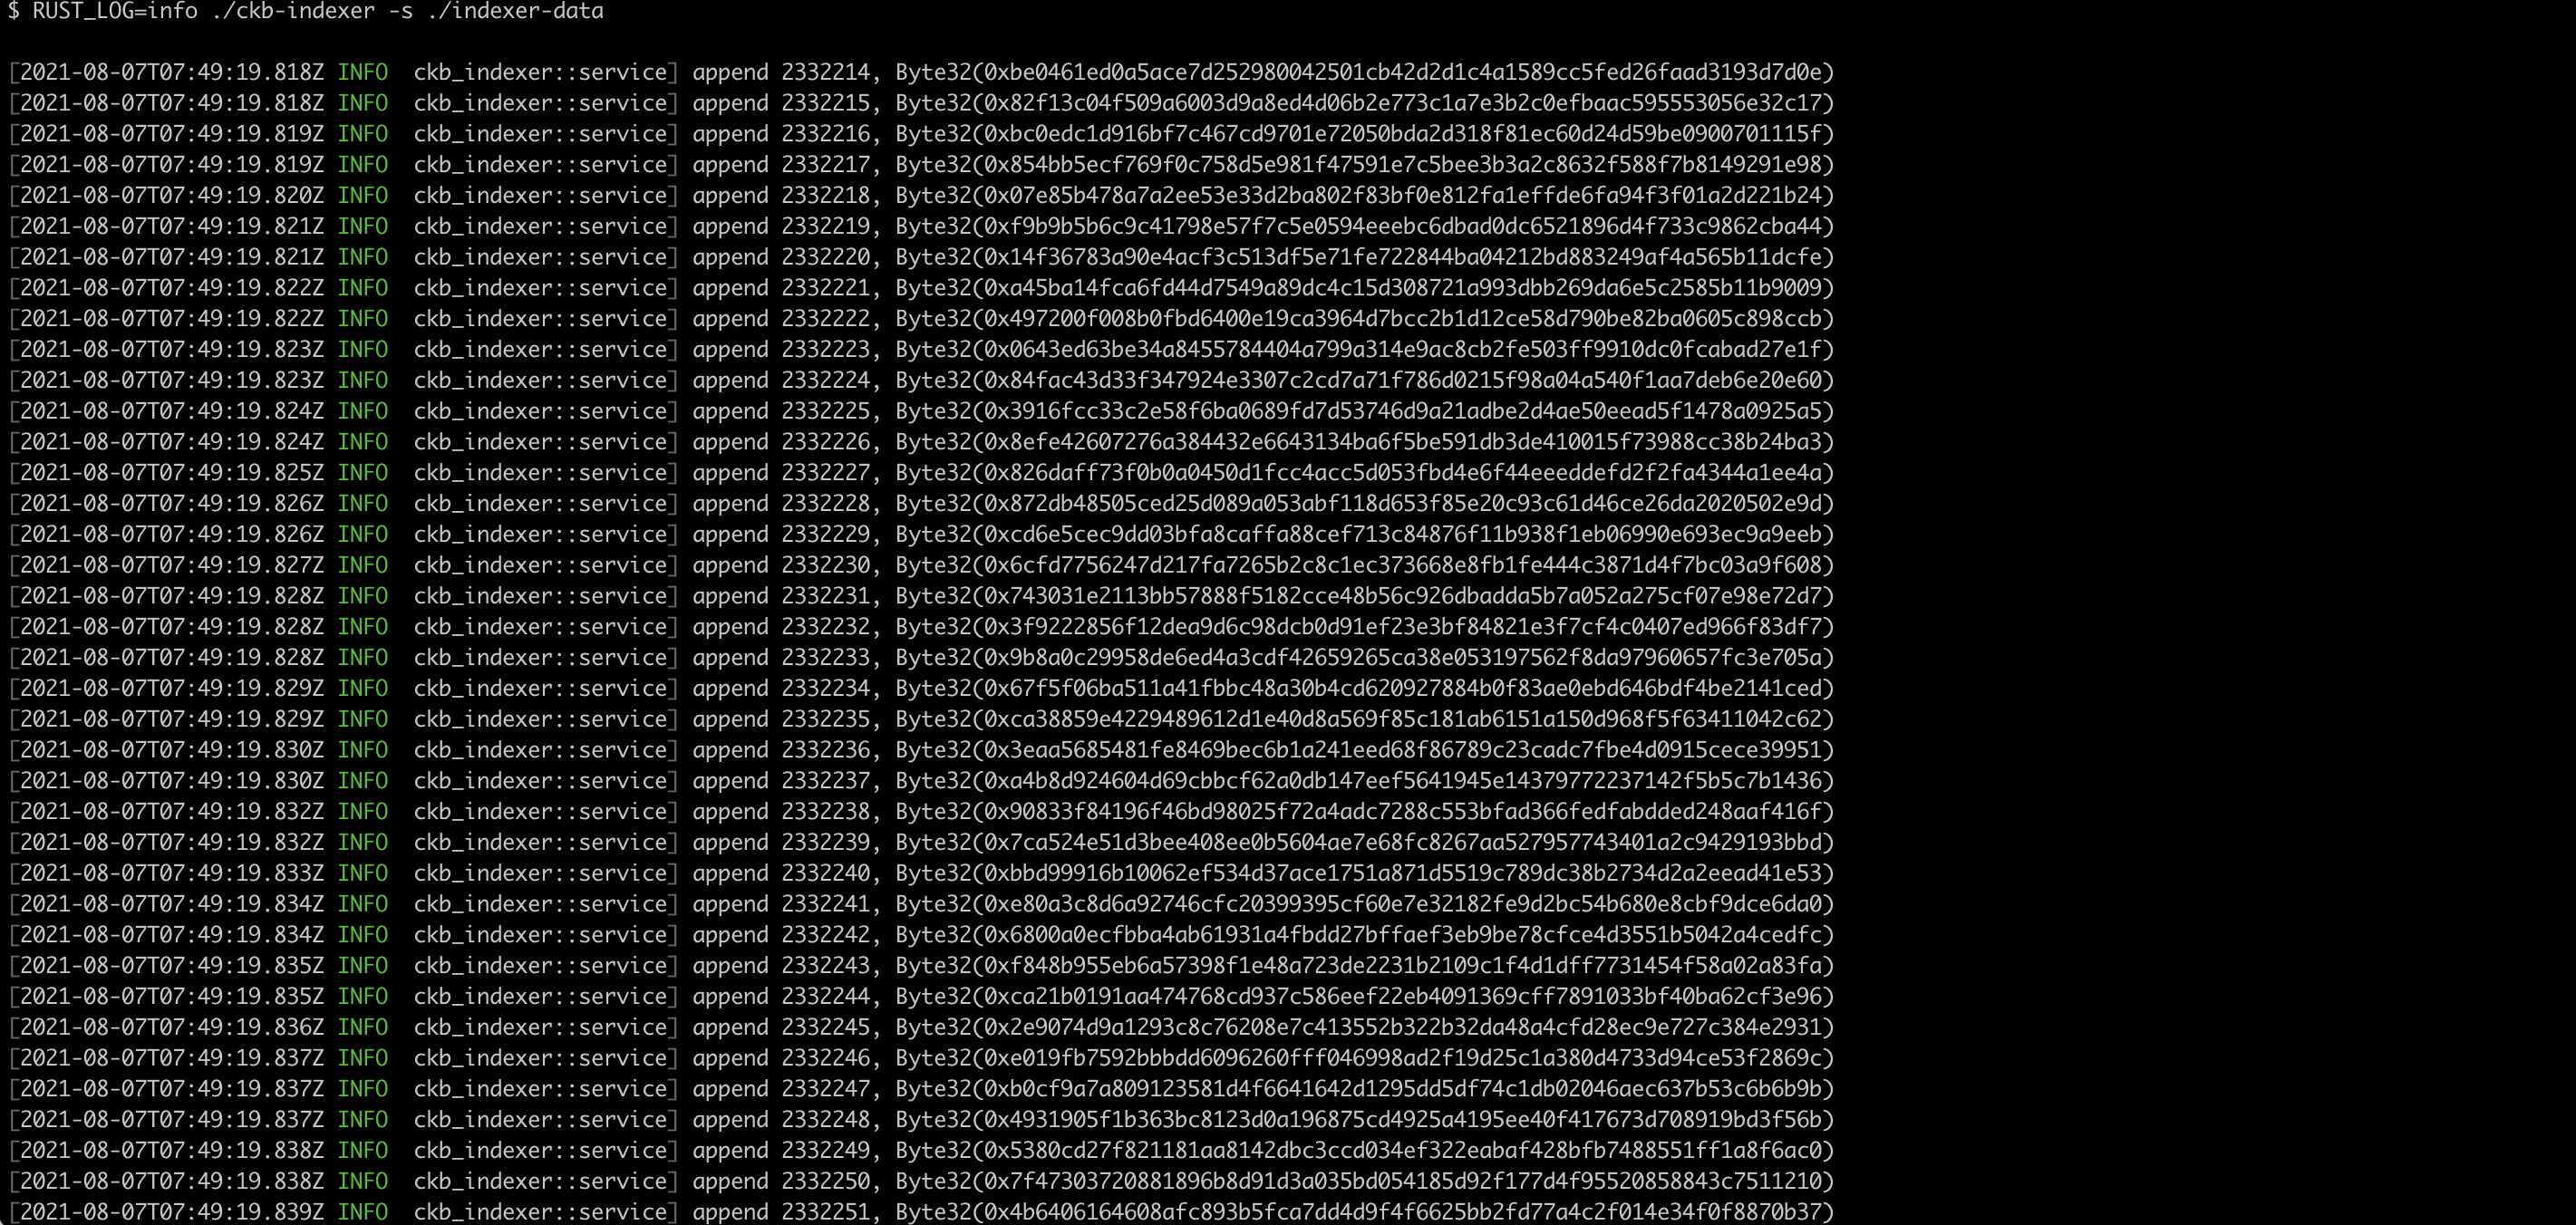 $ RUST_LOG=info ./ckb-indexer -s ./indexer-data
[2021-08-07T07:49:19.818Z INFO  ckb_indexer::service] append 2332214, Byte32(0xbe0461ed0a5ace7d252980042501cb42d2d1c4a1589cc5fed26faad3193d7d0e)
[2021-08-07T07:49:19.818Z INFO  ckb_indexer::service] append 2332215, Byte32(0x82f13c04f509a6003d9a8ed4d06b2e773c1a7e3b2c0efbaac595553056e32c17)
[2021-08-07T07:49:19.819Z INFO  ckb_indexer::service] append 2332216, Byte32(0xbc0edc1d916bf7c467cd9701e72050bda2d318f81ec60d24d59be0900701115f)
[2021-08-07T07:49:19.819Z INFO  ckb_indexer::service] append 2332217, Byte32(0x854bb5ecf769f0c758d5e981f47591e7c5bee3b3a2c8632f588f7b8149291e98)
[2021-08-07T07:49:19.820Z INFO  ckb_indexer::service] append 2332218, Byte32(0x07e85b478a7a2ee53e33d2ba802f83bf0e812fa1effde6fa94f3f01a2d221b24)
[2021-08-07T07:49:19.821Z INFO  ckb_indexer::service] append 2332219, Byte32(0xf9b9b5b6c9c41798e57f7c5e0594eeebc6dbad0dc6521896d4f733c9862cba44)
[2021-08-07T07:49:19.821Z INFO  ckb_indexer::service] append 2332220, Byte32(0x14f36783a90e4acf3c513df5e71fe722844ba04212bd883249af4a565b11dcfe)
[2021-08-07T07:49:19.822Z INFO  ckb_indexer::service] append 2332221, Byte32(0xa45ba14fca6fd44d7549a89dc4c15d308721a993dbb269da6e5c2585b11b9009)
[2021-08-07T07:49:19.822Z INFO  ckb_indexer::service] append 2332222, Byte32(0x497200f008b0fbd6400e19ca3964d7bcc2b1d12ce58d790be82ba0605c898ccb)
[2021-08-07T07:49:19.823Z INFO  ckb_indexer::service] append 2332223, Byte32(0x0643ed63be34a8455784404a799a314e9ac8cb2fe503ff9910dc0fcabad27e1f)
[2021-08-07T07:49:19.823Z INFO  ckb_indexer::service] append 2332224, Byte32(0x84fac43d33f347924e3307c2cd7a71f786d0215f98a04a540f1aa7deb6e20e60)
[2021-08-07T07:49:19.824Z INFO  ckb_indexer::service] append 2332225, Byte32(0x3916fcc33c2e58f6ba0689fd7d53746d9a21adbe2d4ae50eead5f1478a0925a5)
[2021-08-07T07:49:19.824Z INFO  ckb_indexer::service] append 2332226, Byte32(0x8efe42607276a384432e6643134ba6f5be591db3de410015f73988cc38b24ba3)
[2021-08-07T07:49:19.825Z INFO  ckb_indexer::service] append 2332227, Byte32(0x826daff73f0b0a0450d1fcc4acc5d053fbd4e6f44eeeddefd2f2fa4344a1ee4a)
[2021-08-07T07:49:19.826Z INFO  ckb_indexer::service] append 2332228, Byte32(0x872db48505ced25d089a053abf118d653f85e20c93c61d46ce26da2020502e9d)
[2021-08-07T07:49:19.826Z INFO  ckb_indexer::service] append 2332229, Byte32(0xcd6e5cec9dd03bfa8caffa88cef713c84876f11b938f1eb06990e693ec9a9eeb)
[2021-08-07T07:49:19.827Z INFO  ckb_indexer::service] append 2332230, Byte32(0x6cfd7756247d217fa7265b2c8c1ec373668e8fb1fe444c3871d4f7bc03a9f608)
[2021-08-07T07:49:19.828Z INFO  ckb_indexer::service] append 2332231, Byte32(0x743031e2113bb57888f5182cce48b56c926dbadda5b7a052a275cf07e98e72d7)
[2021-08-07T07:49:19.828Z INFO  ckb_indexer::service] append 2332232, Byte32(0x3f9222856f12dea9d6c98dcb0d91ef23e3bf84821e3f7cf4c0407ed966f83df7)
[2021-08-07T07:49:19.828Z INFO  ckb_indexer::service] append 2332233, Byte32(0x9b8a0c29958de6ed4a3cdf42659265ca38e053197562f8da97960657fc3e705a)
[2021-08-07T07:49:19.829Z INFO  ckb_indexer::service] append 2332234, Byte32(0x67f5f06ba511a41fbbc48a30b4cd620927884b0f83ae0ebd646bdf4be2141ced)
[2021-08-07T07:49:19.829Z INFO  ckb_indexer::service] append 2332235, Byte32(0xca38859e4229489612d1e40d8a569f85c181ab6151a150d968f5f63411042c62)
[2021-08-07T07:49:19.830Z INFO  ckb_indexer::service] append 2332236, Byte32(0x3eaa5685481fe8469bec6b1a241eed68f86789c23cadc7fbe4d0915cece39951)
[2021-08-07T07:49:19.830Z INFO  ckb_indexer::service] append 2332237, Byte32(0xa4b8d924604d69cbbcf62a0db147eef5641945e14379772237142f5b5c7b1436)
[2021-08-07T07:49:19.832Z INFO  ckb_indexer::service] append 2332238, Byte32(0x90833f84196f46bd98025f72a4adc7288c553bfad366fedfabdded248aaf416f)
[2021-08-07T07:49:19.832Z INFO  ckb_indexer::service] append 2332239, Byte32(0x7ca524e51d3bee408ee0b5604ae7e68fc8267aa527957743401a2c9429193bbd)
[2021-08-07T07:49:19.833Z INFO  ckb_indexer::service] append 2332240, Byte32(0xbbd99916b10062ef534d37ace1751a871d5519c789dc38b2734d2a2eead41e53)
[2021-08-07T07:49:19.834Z INFO  ckb_indexer::service] append 2332241, Byte32(0xe80a3c8d6a92746cfc20399395cf60e7e32182fe9d2bc54b680e8cbf9dce6da0)
[2021-08-07T07:49:19.834Z INFO  ckb_indexer::service] append 2332242, Byte32(0x6800a0ecfbba4ab61931a4fbdd27bffaef3eb9be78cfce4d3551b5042a4cedfc)
[2021-08-07T07:49:19.835Z INFO  ckb_indexer::service] append 2332243, Byte32(0xf848b955eb6a57398f1e48a723de2231b2109c1f4d1dff7731454f58a02a83fa)
[2021-08-07T07:49:19.835Z INFO  ckb_indexer::service] append 2332244, Byte32(0xca21b0191aa474768cd937c586eef22eb4091369cff7891033bf40ba62cf3e96)
[2021-08-07T07:49:19.836Z INFO  ckb_indexer::service] append 2332245, Byte32(0x2e9074d9a1293c8c76208e7c413552b322b32da48a4cfd28ec9e727c384e2931)
[2021-08-07T07:49:19.837Z INFO  ckb_indexer::service] append 2332246, Byte32(0xe019fb7592bbbdd6096260fff046998ad2f19d25c1a380d4733d94ce53f2869c)
[2021-08-07T07:49:19.837Z INFO  ckb_indexer::service] append 2332247, Byte32(0xb0cf9a7a809123581d4f6641642d1295dd5df74c1db02046aec637b53c6b6b9b)
[2021-08-07T07:49:19.837Z INFO  ckb_indexer::service] append 2332248, Byte32(0x4931905f1b363bc8123d0a196875cd4925a4195ee40f417673d708919bd3f56b)
[2021-08-07T07:49:19.838Z INFO  ckb_indexer::service] append 2332249, Byte32(0x5380cd27f821181aa8142dbc3ccd034ef322eabaf428bfb7488551ff1a8f6ac0)
[2021-08-07T07:49:19.838Z INFO  ckb_indexer::service] append 2332250, Byte32(0x7f47303720881896b8d91d3a035bd054185d92f177d4f95520858843c7511210)
[2021-08-07T07:49:19.839Z INFO  ckb_indexer::service] append 2332251, Byte32(0x4b6406164608afc893b5fca7dd4d9f4f6625bb2fd77a4c2f014e34f0f8870b37)